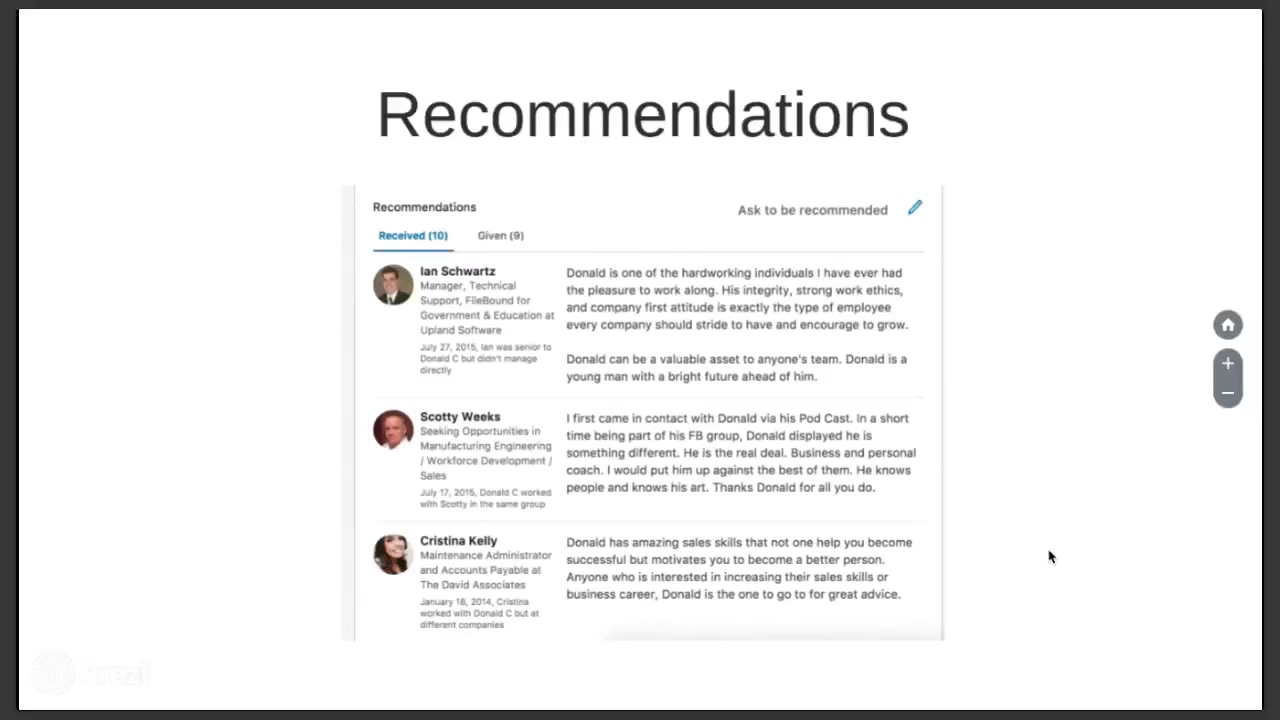 Recommendations
Recommendations
Ask to be recommended
Received (10)
Given (9)
Ian Schwartz
Manager, Technical
Support, FileBound for
Government & Education at
Upland Software
July 27, 2015, Ian was senior to
Donald C but didn't manage
directly
Donald is one of the hardworking individuals I have ever had
the pleasure to work along. His integrity, strong work ethics,
and company first attitude is exactly the type of employee
every company should stride to have and encourage to grow.
Donald can be a valuable asset to anyone's team. Donald is a
young man with a bright future ahead of him.
Scotty Weeks
Seeking Opportunities in
Manufacturing Engineering
/ Workforce Development /
Sales
July 17, 2015, Donald C worked
with Scotty in the same group
I first came in contact with Donald via his Pod Cast. In a short
time being part of his FB group, Donald displayed he is
something different. He is the real deal. Business and personal
coach. I would put him up against the best of them. He knows
people and knows his art. Thanks Donald for all you do.
Cristina Kelly
Maintenance Administrator
and Accounts Payable at
The David Associates
January 18, 2014, Cristina
worked with Donald C but at
different companies
Donald has amazing sales skills that not one help you become
successful but motivates you to become a better person.
Anyone who is interested in increasing their sales skills or
business career, Donald is the one to go to for great advice.
Prezi